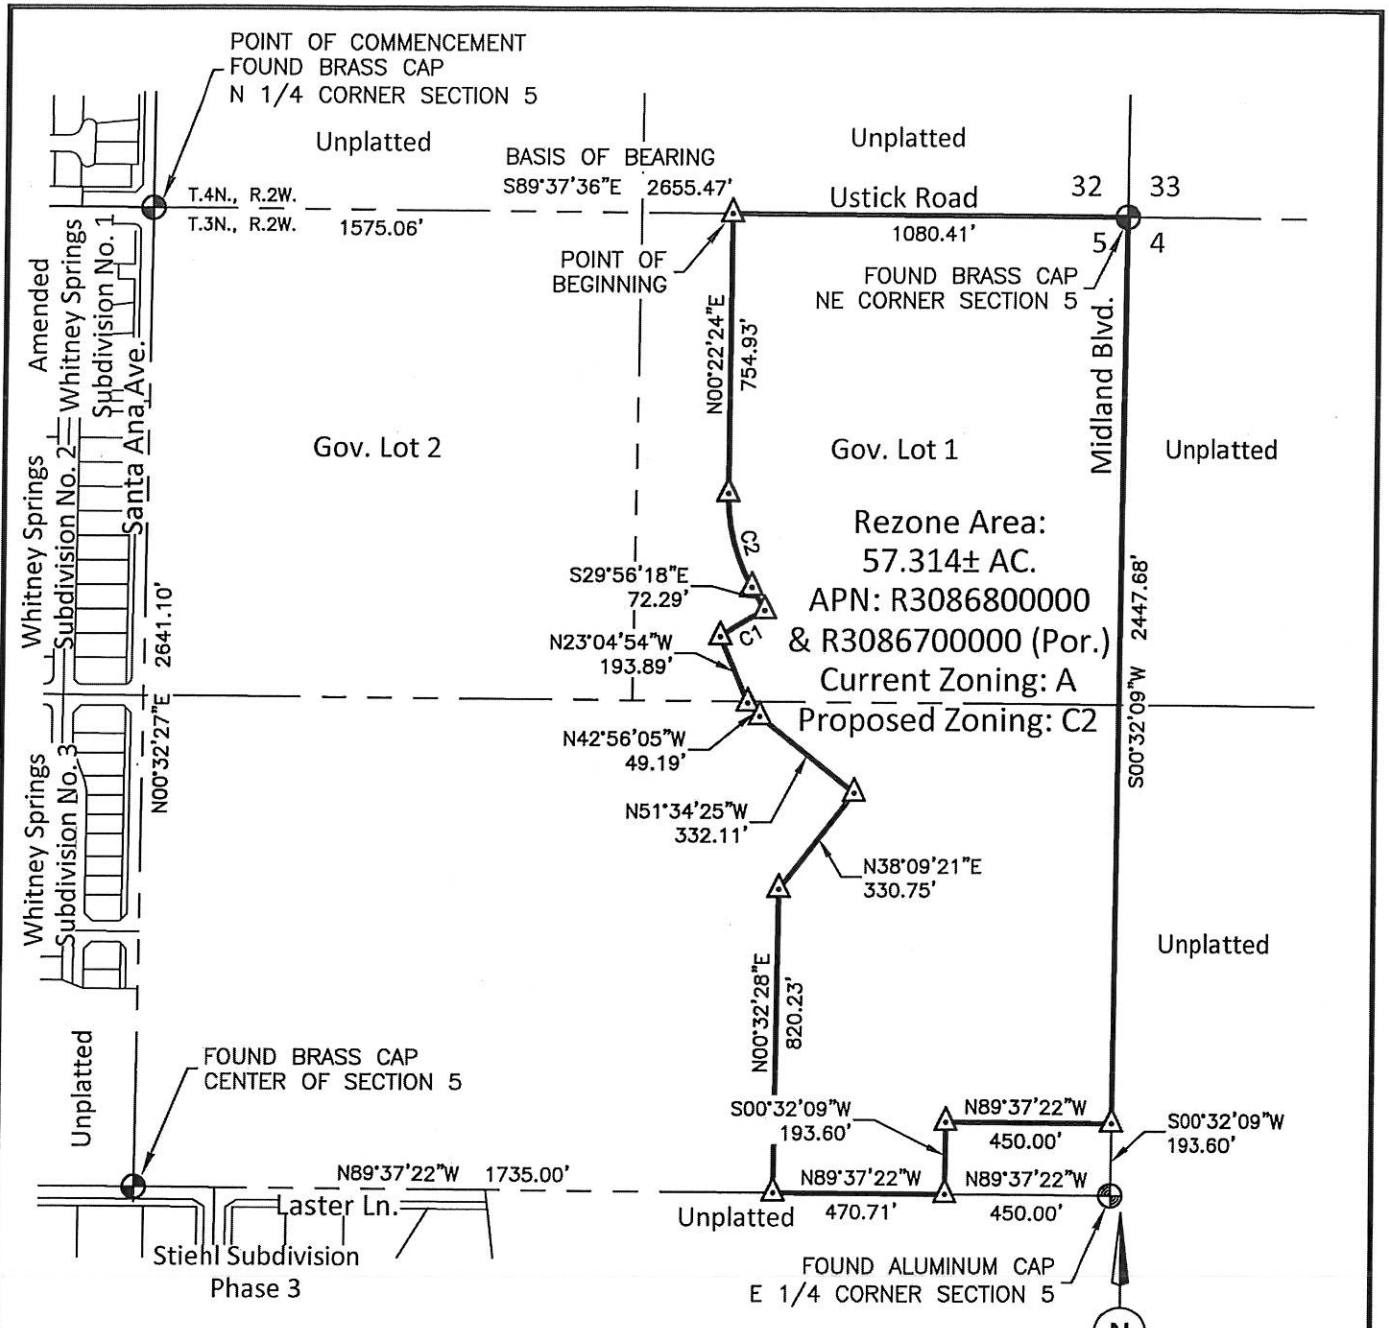 POINT OF COMMENCEMENT
FOUND BRASS CAP
N 1/4 CORNER SECTION 5
Unplatted
Unplatted
BASIS OF BEARING
S89°37'36"E 2655.47'
T.4N., R.2W.
T.3N., R.2W.
1575.06'
Ustick Road
1080.41'
32 33
5 4
POINT OF
BEGINNING
FOUND BRASS CAP
NE CORNER SECTION 5
Amended
Whitney Springs
Subdivision No. 1
Santa Ana Ave.
N00°22'24"E
754.93'
Midland Blvd.
Gov. Lot 2
Gov. Lot 1
Unplatted
Whitney Springs
Subdivision No. 2
Rezone Area:
57.314± AC.
APN: R3086800000
& R3086700000 (Por.)
Current Zoning: A
Proposed Zoning: C2
C2
S29°56'18"E
72.29'
C1
N23°04'54"W
193.89'
N00°32'27"E 2641.10'
S00°32'09"W 2447.68'
N42°56'05"W
49.19'
N51°34'25"W
332.11'
Whitney Springs
Subdivision No. 3
N38°09'21"E
330.75'
Unplatted
N00°32'28"E
820.23'
Unplatted
FOUND BRASS CAP
CENTER OF SECTION 5
S00°32'09"W
193.60'
N89°37'22"W
450.00'
S00°32'09"W
193.60'
N89°37'22"W 1735.00'
N89°37'22"W
470.71'
N89°37'22"W
450.00'
Laster Ln.
Unplatted
Stiehl Subdivision
Phase 3
FOUND ALUMINUM CAP
E 1/4 CORNER SECTION 5
N